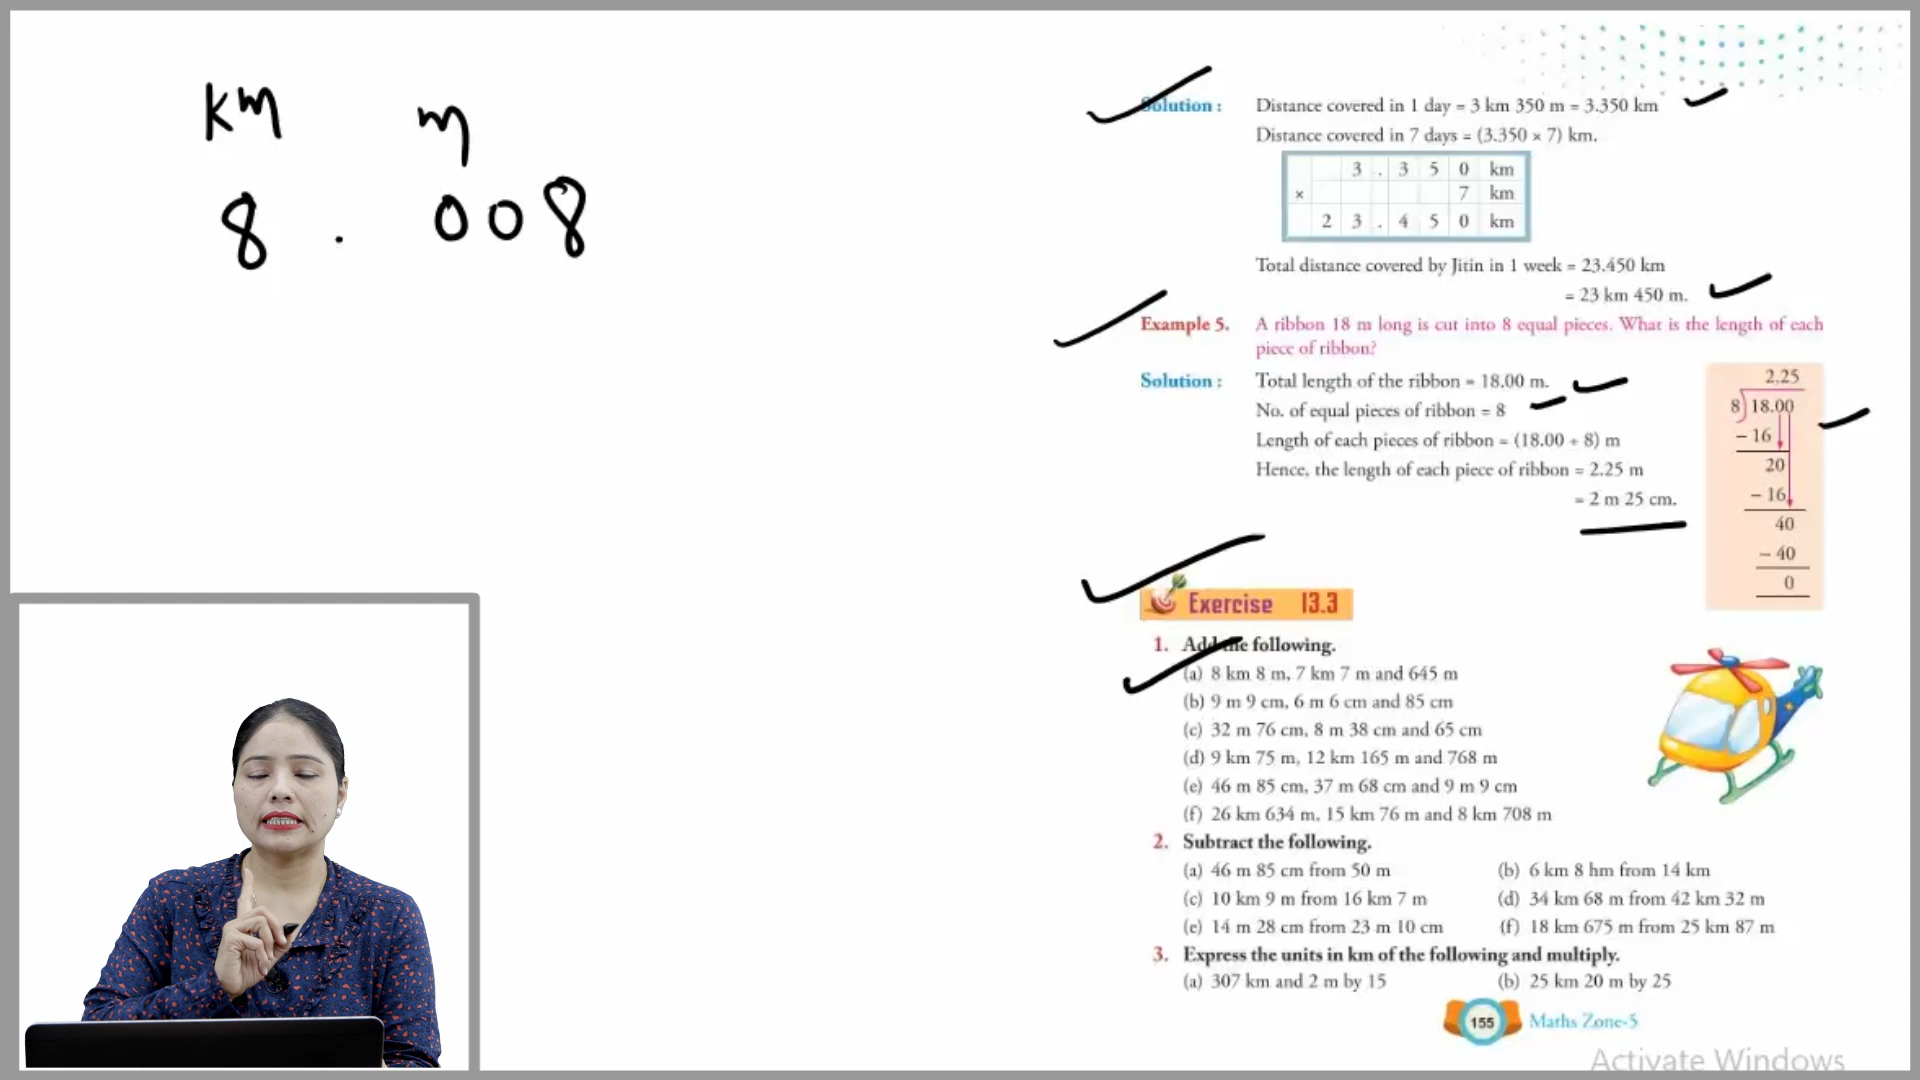 km m
8 . 008
Solution : Distance covered in 1 day = 3 km 350 m = 3.350 km
Distance covered in 7 days = (3.350 × 7) km.
3 . 3 5 0 km
× 7 km
2 3 . 4 5 0 km
Total distance covered by Jitin in 1 week = 23.450 km
= 23 km 450 m.
Example 5. A ribbon 18 m long is cut into 8 equal pieces. What is the length of each
piece of ribbon?
Solution : Total length of the ribbon = 18.00 m.
No. of equal pieces of ribbon = 8
Length of each pieces of ribbon = (18.00 ÷ 8) m
Hence, the length of each piece of ribbon = 2.25 m
= 2 m 25 cm.
2.25
8)18.00
– 16
20
– 16
40
– 40
0
Exercise 13.3
1. Add the following.
(a) 8 km 8 m, 7 km 7 m and 645 m
(b) 9 m 9 cm, 6 m 6 cm and 85 cm
(c) 32 m 76 cm, 8 m 38 cm and 65 cm
(d) 9 km 75 m, 12 km 165 m and 768 m
(e) 46 m 85 cm, 37 m 68 cm and 9 m 9 cm
(f) 26 km 634 m, 15 km 76 m and 8 km 708 m
2. Subtract the following.
(a) 46 m 85 cm from 50 m (b) 6 km 8 hm from 14 km
(c) 10 km 9 m from 16 km 7 m (d) 34 km 68 m from 42 km 32 m
(e) 14 m 28 cm from 23 m 10 cm (f) 18 km 675 m from 25 km 87 m
3. Express the units in km of the following and multiply.
(a) 307 km and 2 m by 15 (b) 25 km 20 m by 25
155 Maths Zone-5
Activate Windows